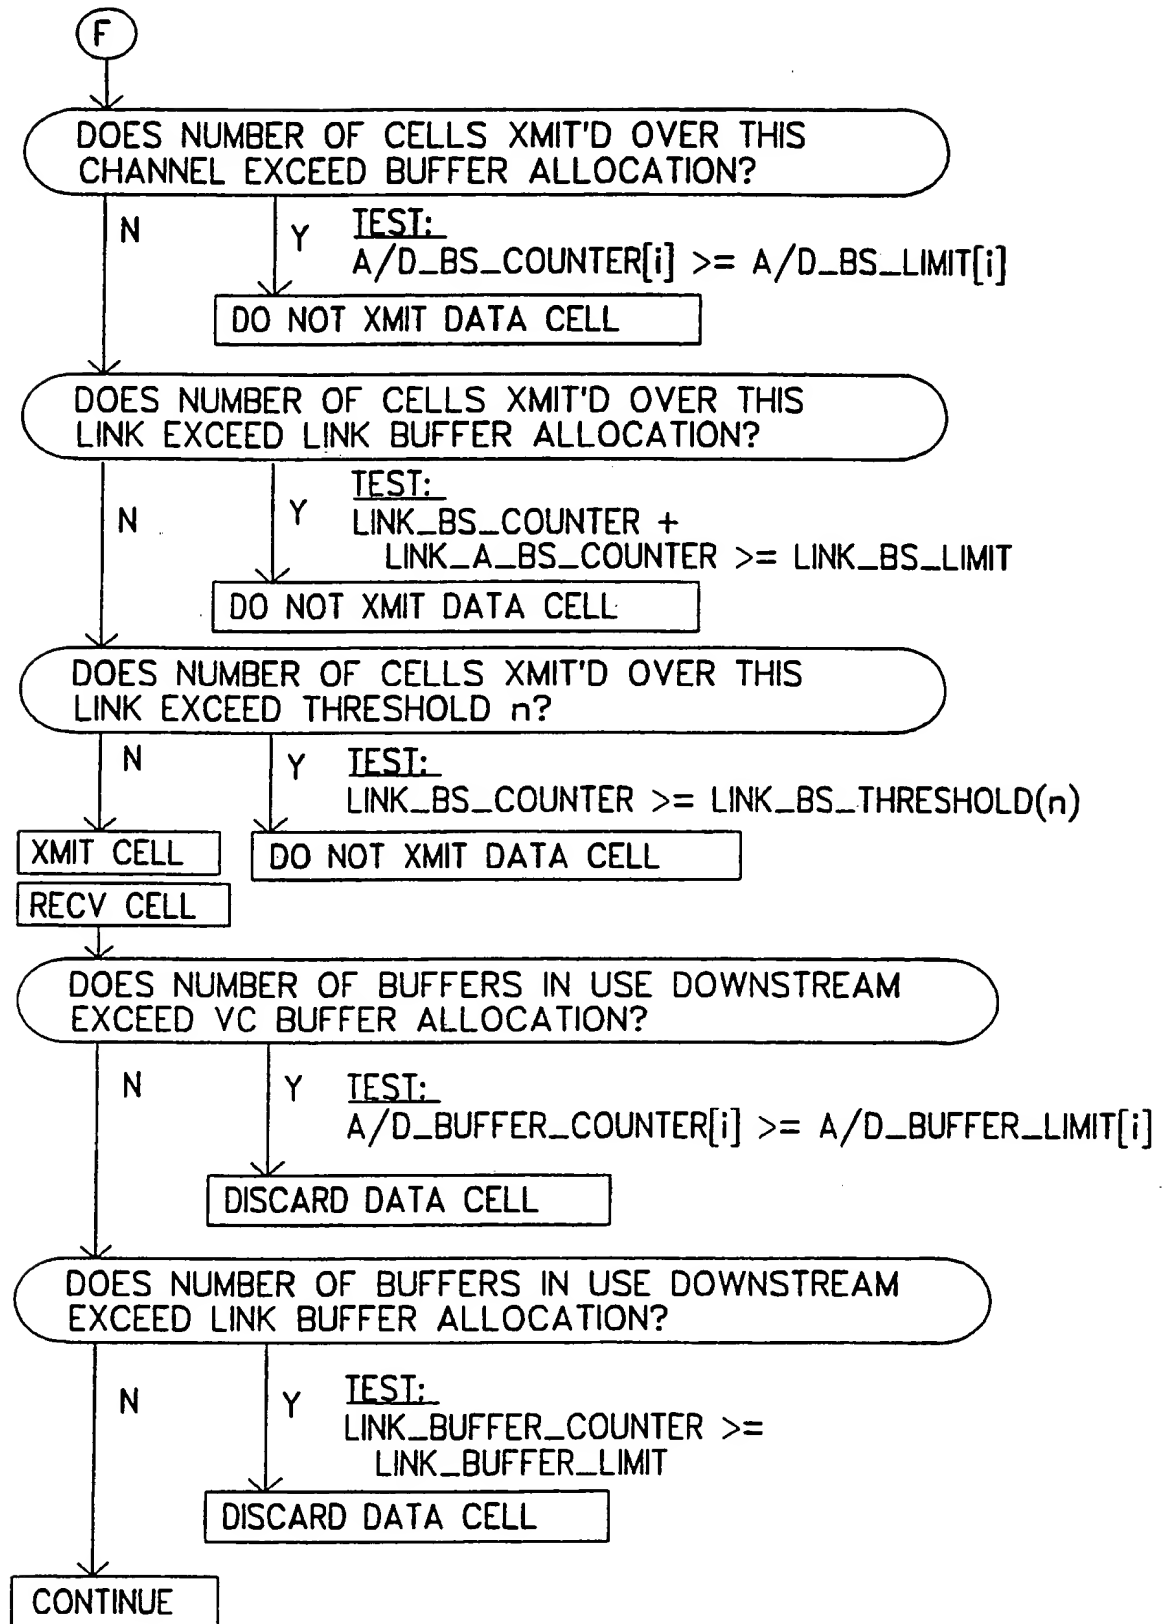 F
DOES NUMBER OF CELLS XMIT'D OVER THIS
CHANNEL EXCEED BUFFER ALLOCATION?
N
Y
TEST:
A/D_BS_COUNTER[i] >= A/D_BS_LIMIT[i]
DO NOT XMIT DATA CELL
DOES NUMBER OF CELLS XMIT'D OVER THIS
LINK EXCEED LINK BUFFER ALLOCATION?
N
Y
TEST:
LINK_BS_COUNTER +
LINK_A_BS_COUNTER >= LINK_BS_LIMIT
DO NOT XMIT DATA CELL
DOES NUMBER OF CELLS XMIT'D OVER THIS
LINK EXCEED THRESHOLD n?
N
Y
TEST:
LINK_BS_COUNTER >= LINK_BS_THRESHOLD(n)
XMIT CELL
DO NOT XMIT DATA CELL
RECV CELL
DOES NUMBER OF BUFFERS IN USE DOWNSTREAM
EXCEED VC BUFFER ALLOCATION?
N
Y
TEST:
A/D_BUFFER_COUNTER[i] >= A/D_BUFFER_LIMIT[i]
DISCARD DATA CELL
DOES NUMBER OF BUFFERS IN USE DOWNSTREAM
EXCEED LINK BUFFER ALLOCATION?
N
Y
TEST:
LINK_BUFFER_COUNTER >=
LINK_BUFFER_LIMIT
DISCARD DATA CELL
CONTINUE